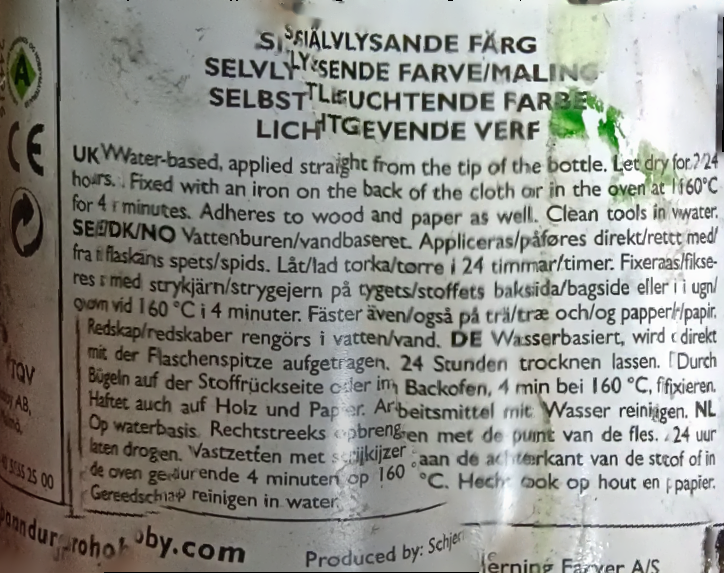 SJÄLVLYSANDE FÄRG
SELVLYSENDE FARVE/MALING
SELBSTLEUCHTENDE FARBE
LICHTGEVENDE VERF
UK Water-based, applied straight from the tip of the bottle. Let dry for 24
hours. Fixed with an iron on the back of the cloth or in the oven at 160°C
for 4 minutes. Adheres to wood and paper as well. Clean tools in water.
SE/DK/NO Vattenburen/vandbaseret. Appliceras/påføres direkt/rett med/
fra flaskans spets/spids. Låt/lad torka/tørre i 24 timmar/timer. Fixeras/fikse-
res med strykjärn/strygejern på tygets/stoffets baksida/bagside eller i ugn/
ovn vid 160 °C i 4 minuter. Fäster även/også på trä/træ och/og papper/papir.
Redskap/redskaber rengörs i vatten/vand. DE Wasserbasiert, wird direkt
mit der Flaschenspitze aufgetragen. 24 Stunden trocknen lassen. Durch
Bügeln auf der Stoffrückseite oder im Backofen, 4 min bei 160 °C, fixieren.
Haftet auch auf Holz und Papier. Arbeitsmittel mit Wasser reinigen. NL
Op waterbasis. Rechtstreeks opbrengen met de punt van de fles. 24 uur
laten drogen. Vastzetten met strijkijzer aan de achterkant van de stof of in
de oven gedurende 4 minuten op 160 °C. Hecht ook op hout en papier.
Gereedschap reinigen in water.
CE
TQV
by AB,
55 25 00
by.com
Produced by: Schjerning Farver A/S